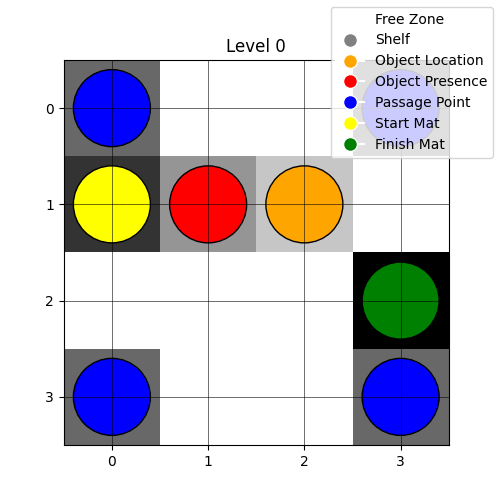 Level 0
Free Zone
Shelf
Object Location
Object Presence
Passage Point
Start Mat
Finish Mat
0
1
2
3
0 1 2 3